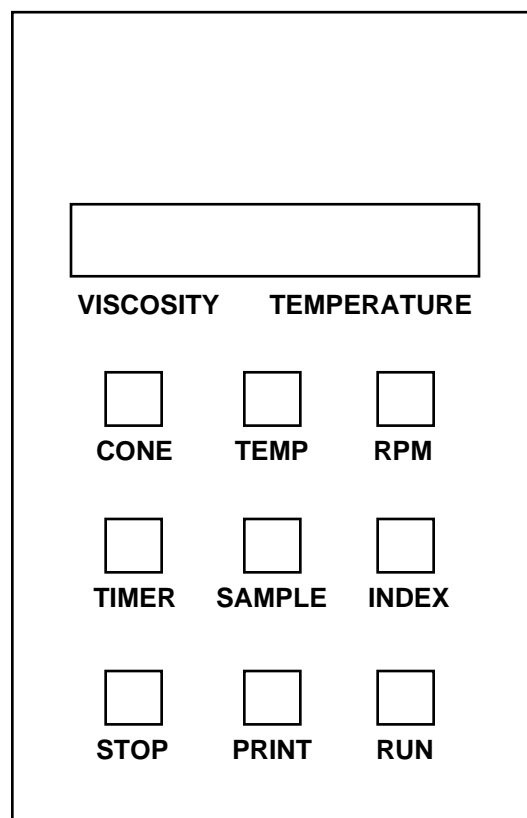 VISCOSITY TEMPERATURE
CONE TEMP RPM
TIMER SAMPLE INDEX
STOP PRINT RUN